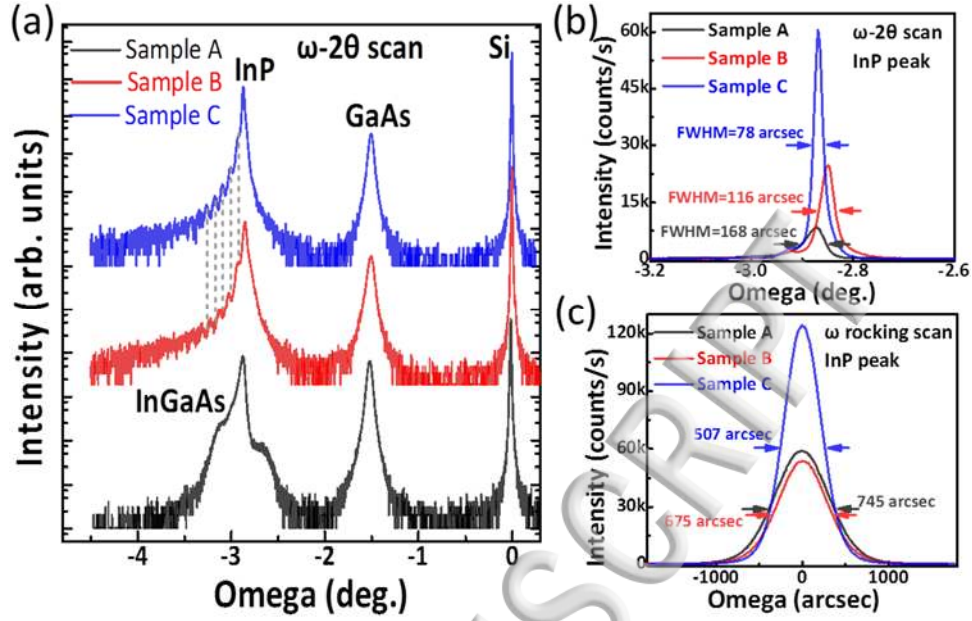 (a)
Sample A
Sample B
Sample C
ω-2θ scan
Si
InP
GaAs
InGaAs
Intensity (arb. units)
-4
-3
-2
-1
0
Omega (deg.)
(b)
60k
45k
30k
15k
0
Intensity (counts/s)
Sample A
Sample B
Sample C
ω-2θ scan
InP peak
FWHM=78 arcsec
FWHM=116 arcsec
FWHM=168 arcsec
-3.2
-3.0
-2.8
-2.6
Omega (deg.)
(c)
120k
90k
60k
30k
0
Intensity (counts/s)
Sample A
Sample B
Sample C
ω rocking scan
InP peak
507 arcsec
745 arcsec
675 arcsec
-1000
0
1000
Omega (arcsec)
SCRIPT